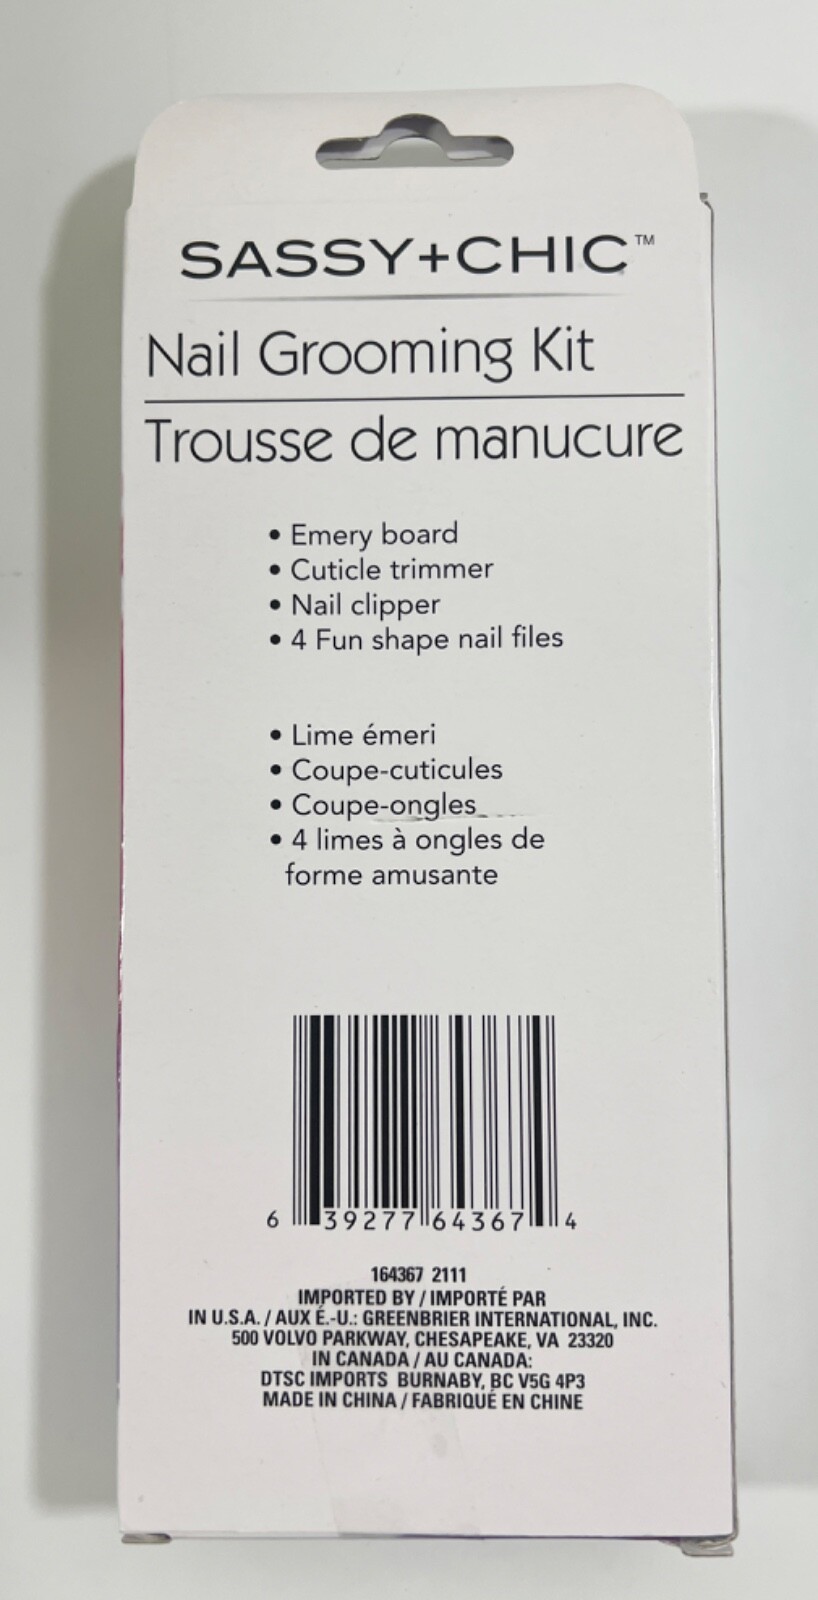 SASSY+CHIC™
Nail Grooming Kit
Trousse de manucure
• Emery board
• Cuticle trimmer
• Nail clipper
• 4 Fun shape nail files
• Lime émeri
• Coupe-cuticules
• Coupe-ongles
• 4 limes à ongles de
forme amusante
6 39277 64367 4
164367 2111
IMPORTED BY / IMPORTÉ PAR
IN U.S.A. / AUX É.-U.: GREENBRIER INTERNATIONAL, INC.
500 VOLVO PARKWAY, CHESAPEAKE, VA 23320
IN CANADA / AU CANADA:
DTSC IMPORTS BURNABY, BC V5G 4P3
MADE IN CHINA / FABRIQUÉ EN CHINE